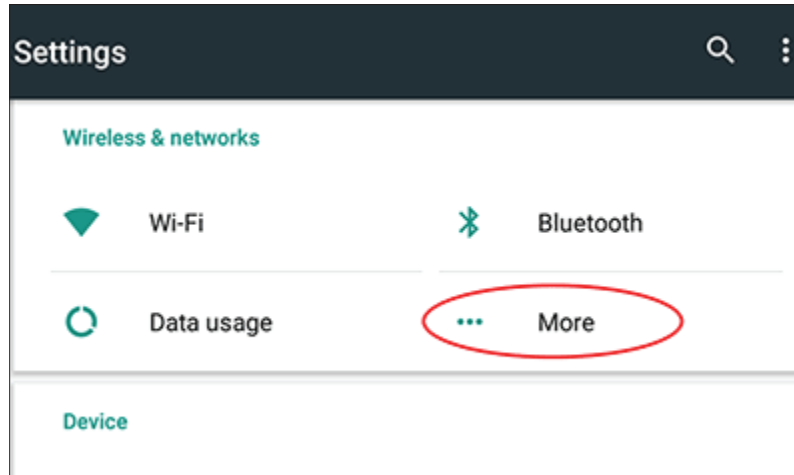 Settings
Wireless & networks
Wi-Fi
Bluetooth
Data usage
More
Device